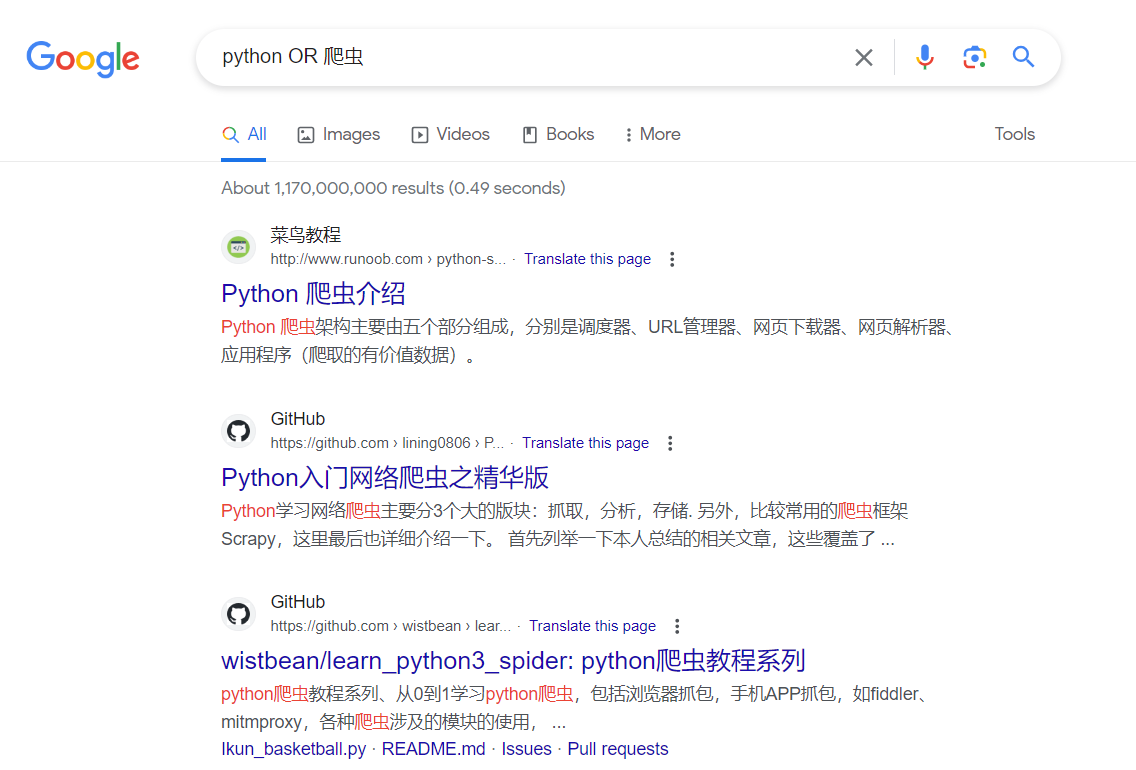 Google
python OR 爬虫
All Images Videos Books More Tools
About 1,170,000,000 results (0.49 seconds)
菜鸟教程
http://www.runoob.com › python-s... · Translate this page
Python 爬虫介绍
Python 爬虫架构主要由五个部分组成，分别是调度器、URL管理器、网页下载器、网页解析器、
应用程序（爬取的有价值数据）。
GitHub
https://github.com › lining0806 › P... · Translate this page
Python入门网络爬虫之精华版
Python学习网络爬虫主要分3个大的版块：抓取，分析，存储. 另外，比较常用的爬虫框架
Scrapy，这里最后也详细介绍一下。 首先列举一下本人总结的相关文章，这些覆盖了 ...
GitHub
https://github.com › wistbean › lear... · Translate this page
wistbean/learn_python3_spider: python爬虫教程系列
python爬虫教程系列、从0到1学习python爬虫，包括浏览器抓包，手机APP抓包，如fiddler、
mitmproxy，各种爬虫涉及的模块的使用， ...
Ikun_basketball.py · README.md · Issues · Pull requests